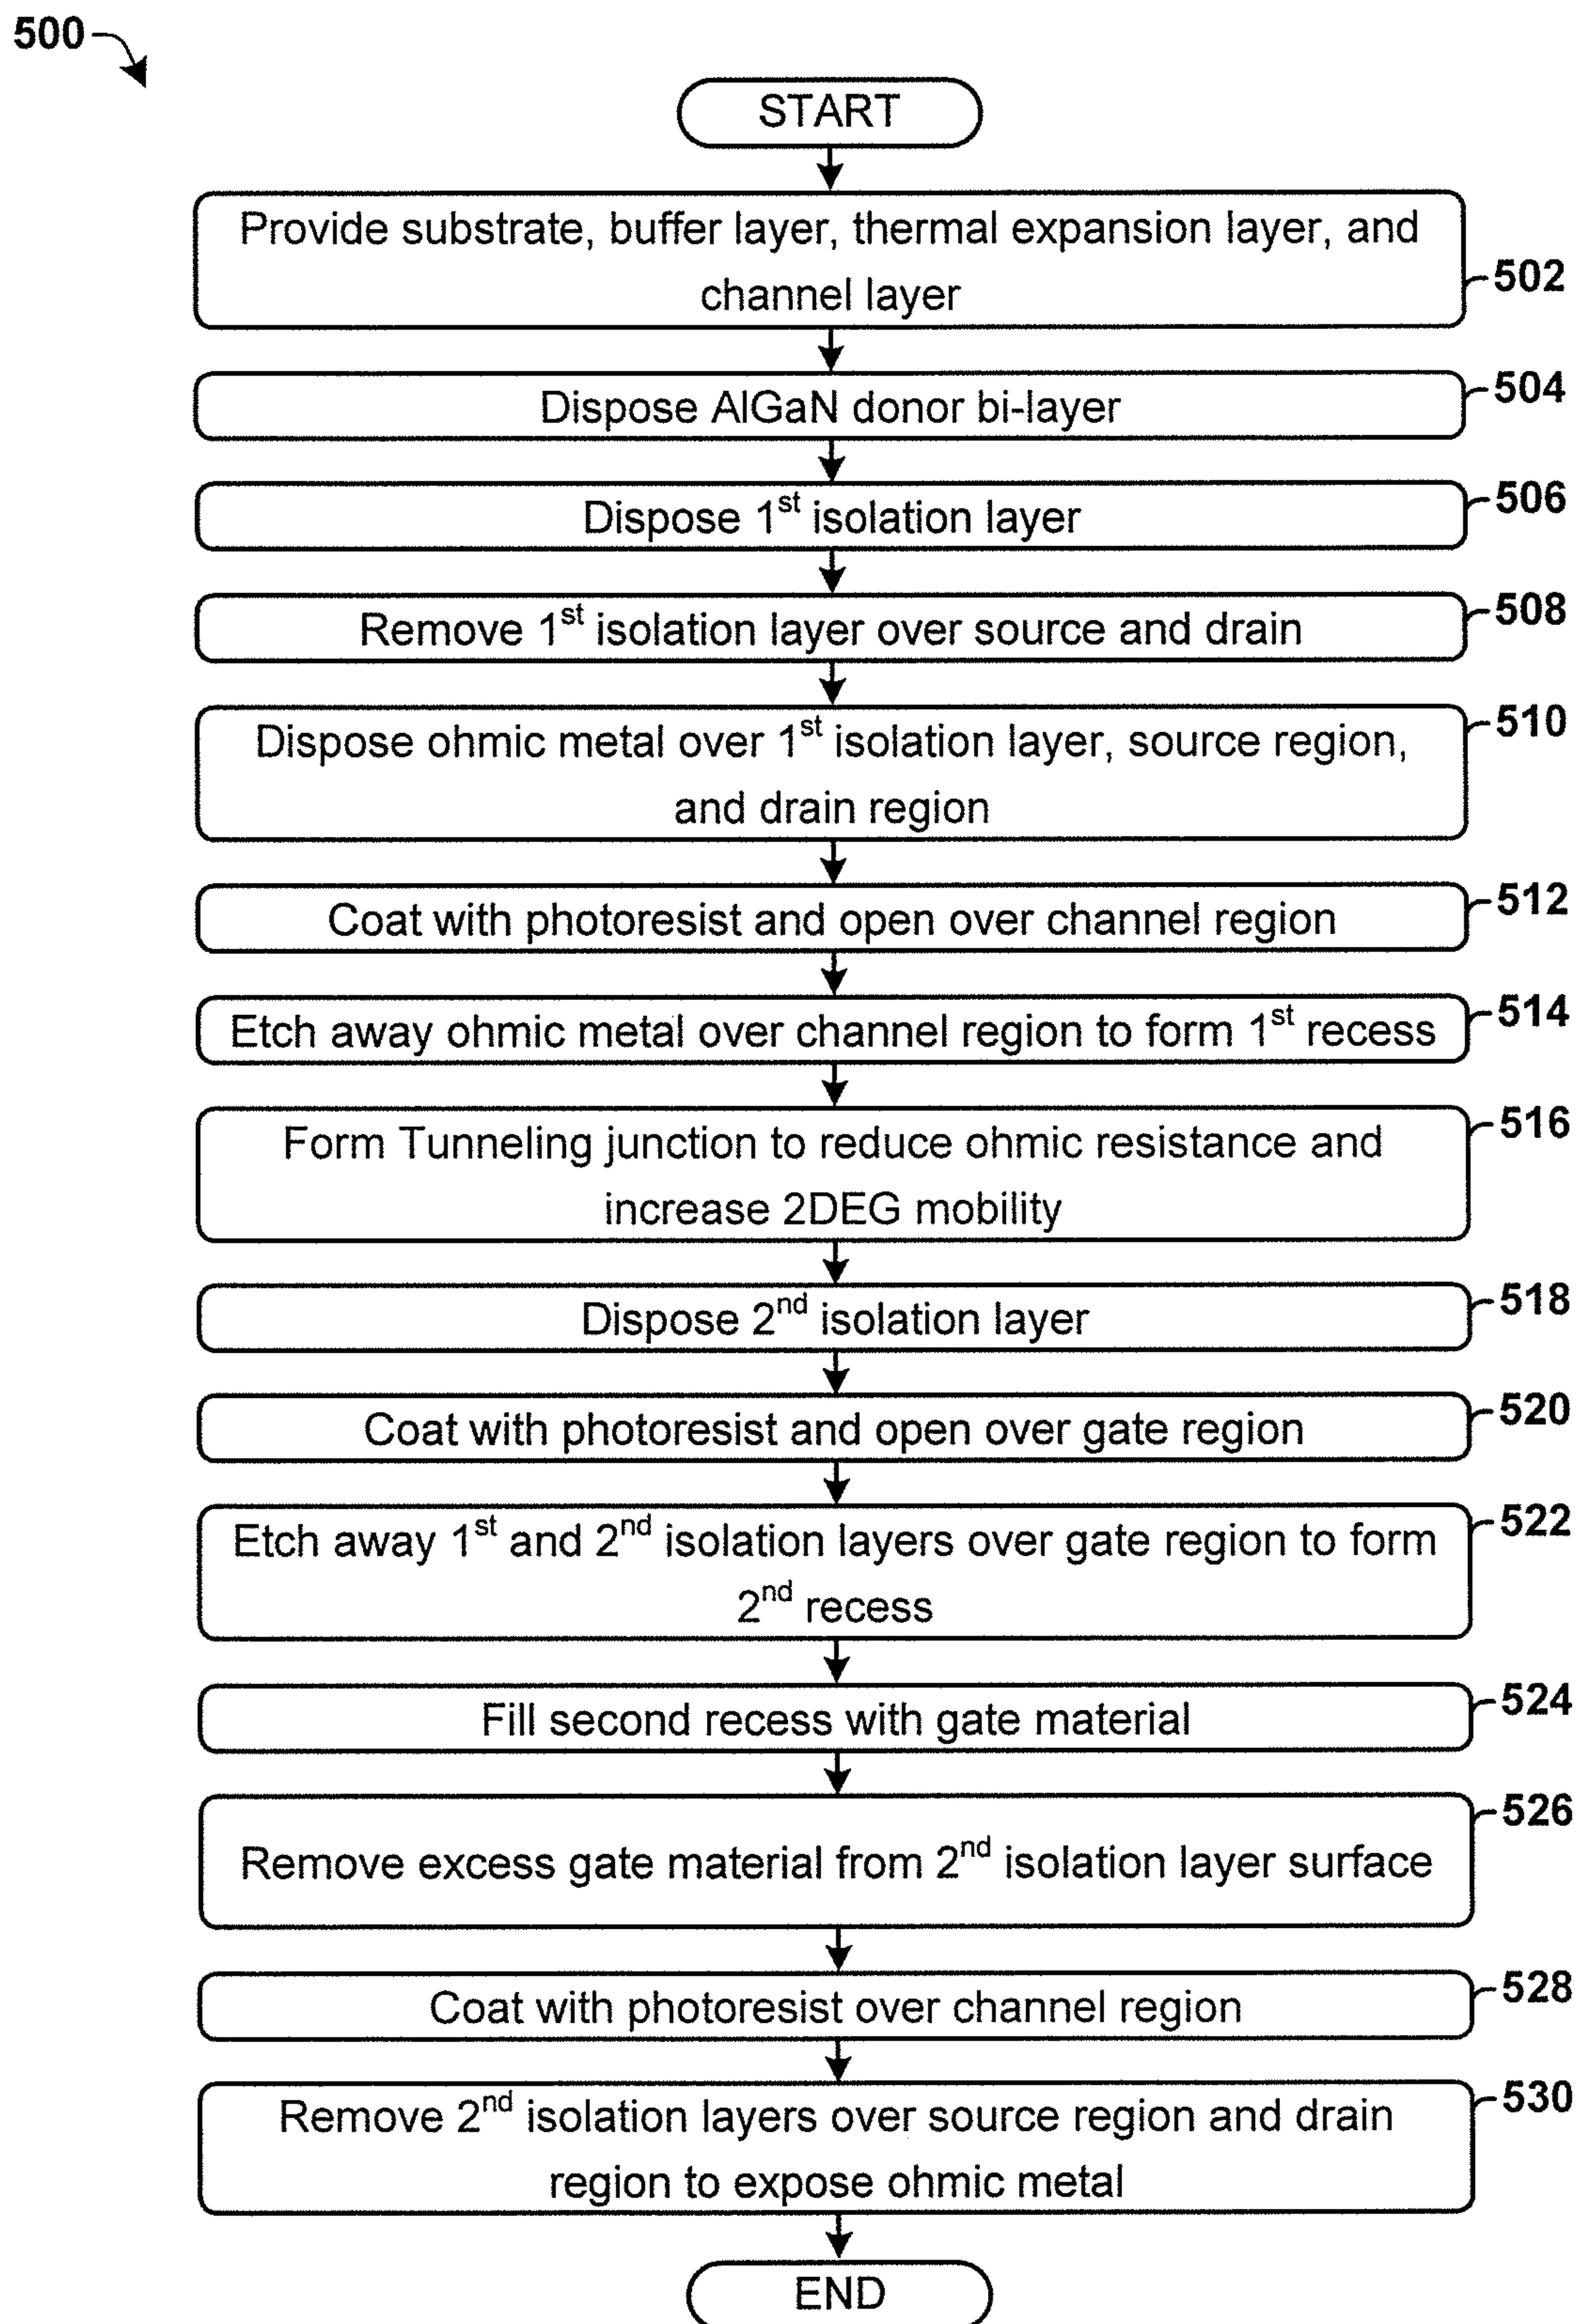 500
START
Provide substrate, buffer layer, thermal expansion layer, and
channel layer
502
Dispose AlGaN donor bi-layer
504
Dispose 1st isolation layer
506
Remove 1st isolation layer over source and drain
508
Dispose ohmic metal over 1st isolation layer, source region,
and drain region
510
Coat with photoresist and open over channel region
512
Etch away ohmic metal over channel region to form 1st recess
514
Form Tunneling junction to reduce ohmic resistance and
increase 2DEG mobility
516
Dispose 2nd isolation layer
518
Coat with photoresist and open over gate region
520
Etch away 1st and 2nd isolation layers over gate region to form
2nd recess
522
Fill second recess with gate material
524
Remove excess gate material from 2nd isolation layer surface
526
Coat with photoresist over channel region
528
Remove 2nd isolation layers over source region and drain
region to expose ohmic metal
530
END